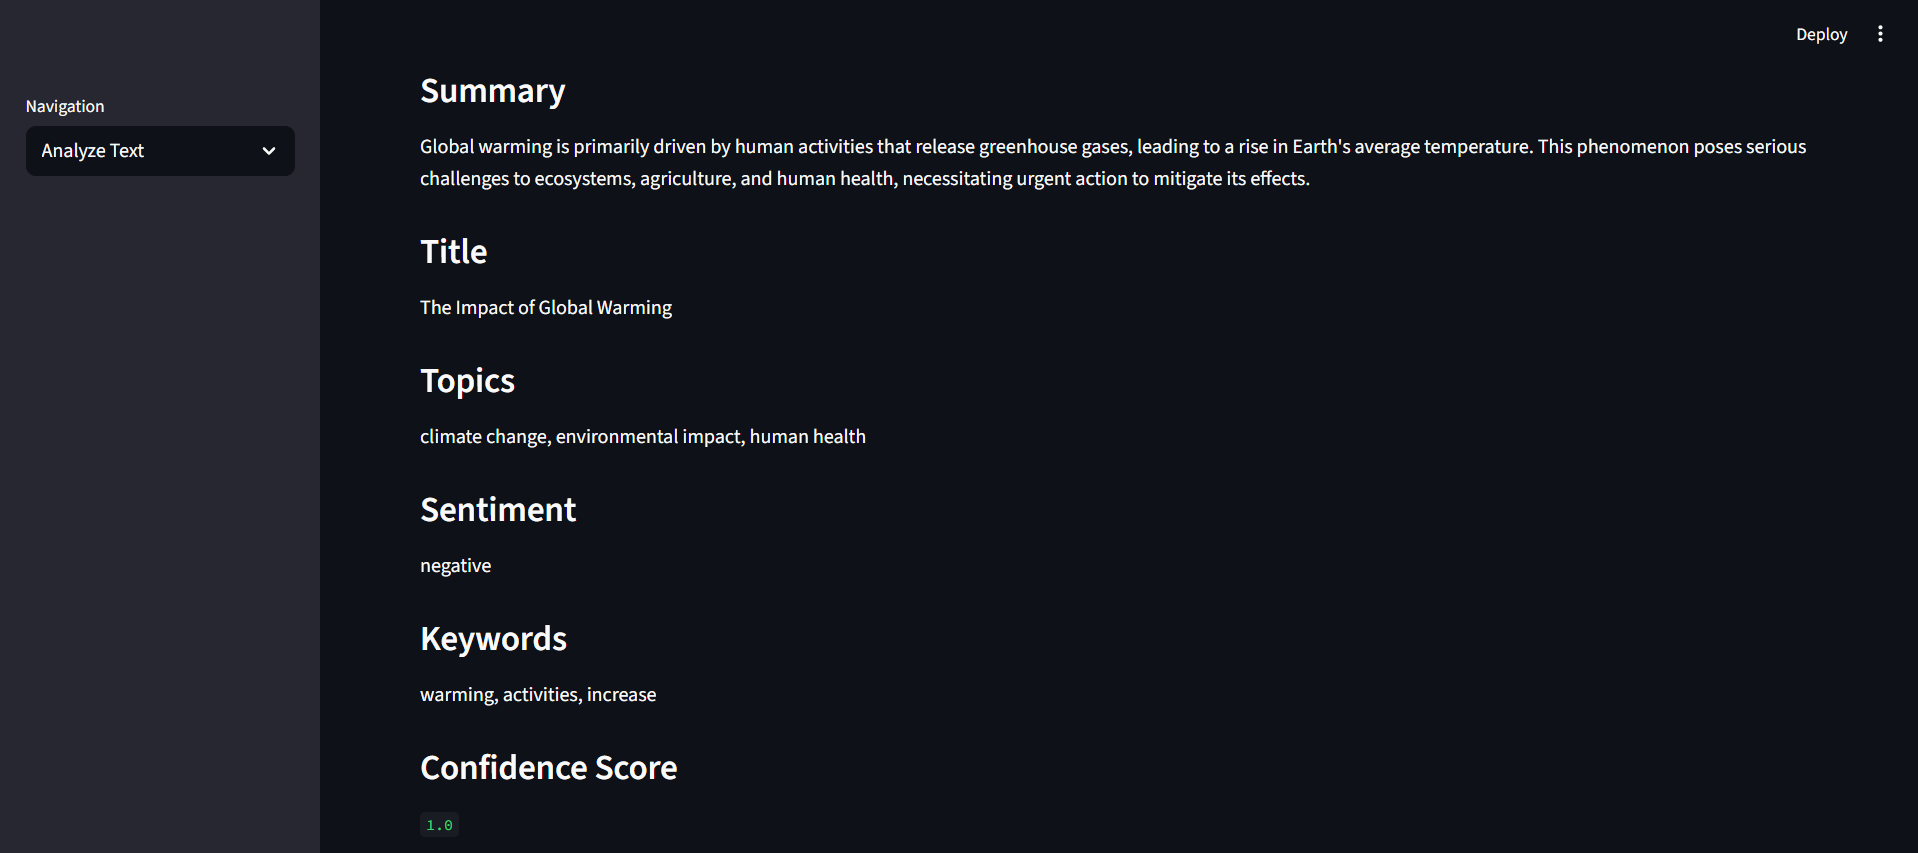 Deploy
Navigation
Analyze Text
Summary
Global warming is primarily driven by human activities that release greenhouse gases, leading to a rise in Earth's average temperature. This phenomenon poses serious
challenges to ecosystems, agriculture, and human health, necessitating urgent action to mitigate its effects.
Title
The Impact of Global Warming
Topics
climate change, environmental impact, human health
Sentiment
negative
Keywords
warming, activities, increase
Confidence Score
1.0